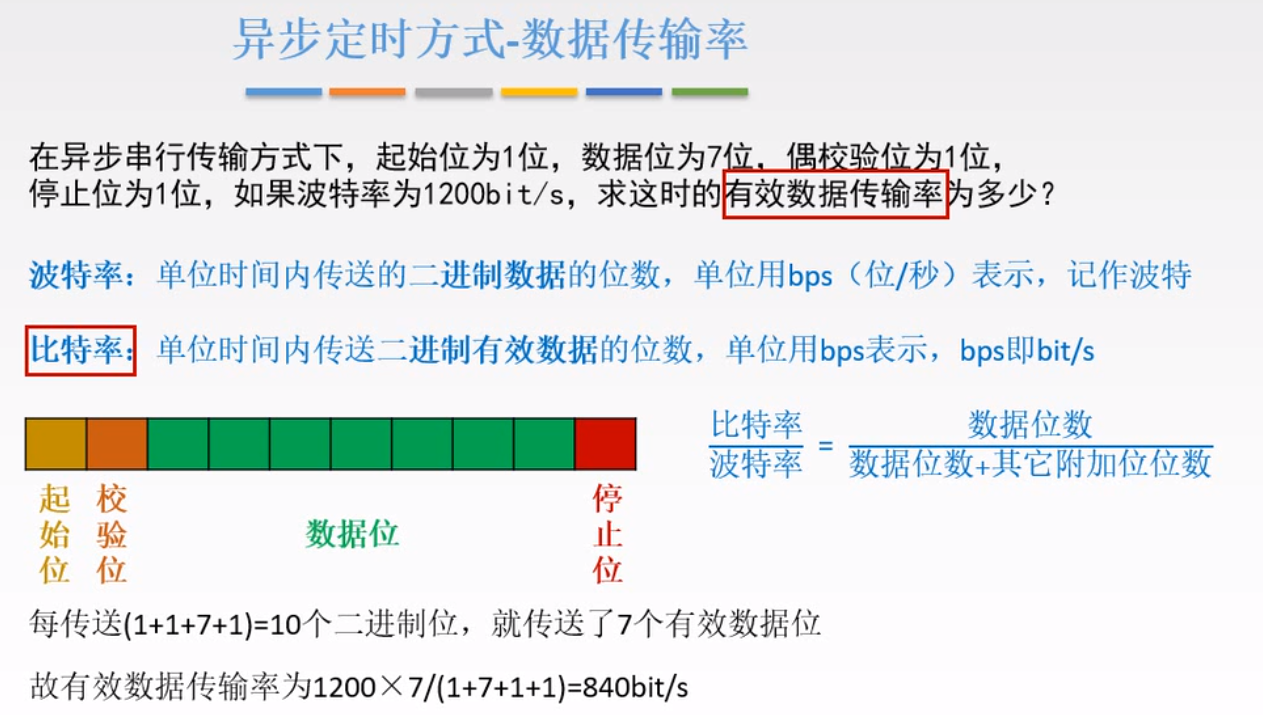 异步定时方式-数据传输率
在异步串行传输方式下，起始位为1位，数据位为7位，偶校验位为1位，
停止位为1位，如果波特率为1200bit/s，求这时的有效数据传输率为多少？
波特率：单位时间内传送的二进制数据的位数，单位用bps（位/秒）表示，记作波特
比特率：单位时间内传送二进制有效数据的位数，单位用bps表示，bps即bit/s
比特率
波特率
=
数据位数
数据位数+其它附加位位数
起始位
校验位
数据位
停止位
每传送(1+1+7+1)=10个二进制位，就传送了7个有效数据位
故有效数据传输率为1200×7/(1+7+1+1)=840bit/s